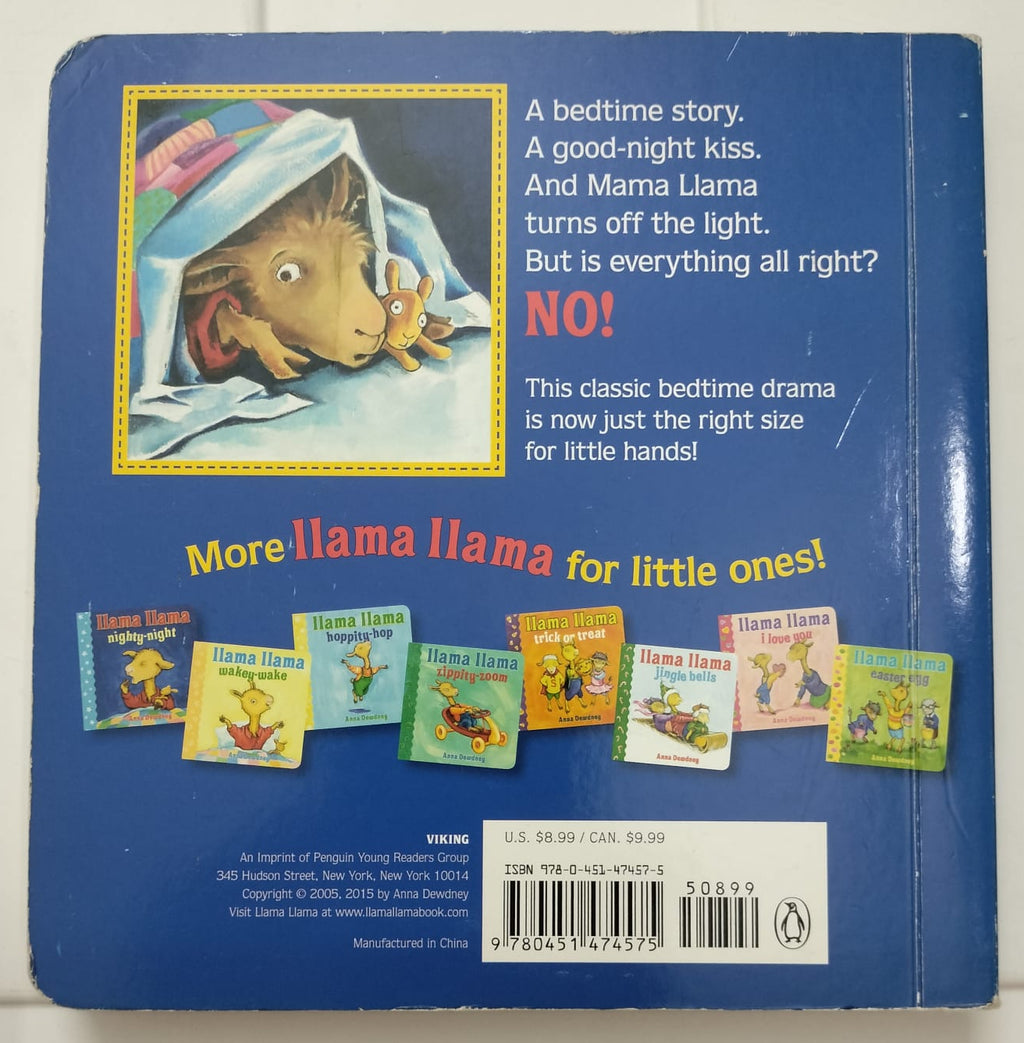 A bedtime story.
A good-night kiss.
And Mama Llama
turns off the light.
But is everything all right?
NO!
This classic bedtime drama
is now just the right size
for little hands!
More llama llama for little ones!
llama llama
nighty-night
Anna Dewdney
llama llama
wakey-wake
llama llama
hoppity-hop
Anna Dewdney
llama llama
zippity-zoom
Anna Dewdney
llama llama
trick or treat
Anna Dewdney
llama llama
jingle bells
Anna Dewdney
llama llama
i love you
Anna Dewdney
llama llama
easter egg
Anna Dewdney
VIKING
An Imprint of Penguin Young Readers Group
345 Hudson Street, New York, New York 10014
Copyright © 2005, 2015 by Anna Dewdney
Visit Llama Llama at www.llamallamabook.com
Manufactured in China
U.S. $8.99 / CAN. $9.99
ISBN 978-0-451-47457-5
50899
9 780451 474575